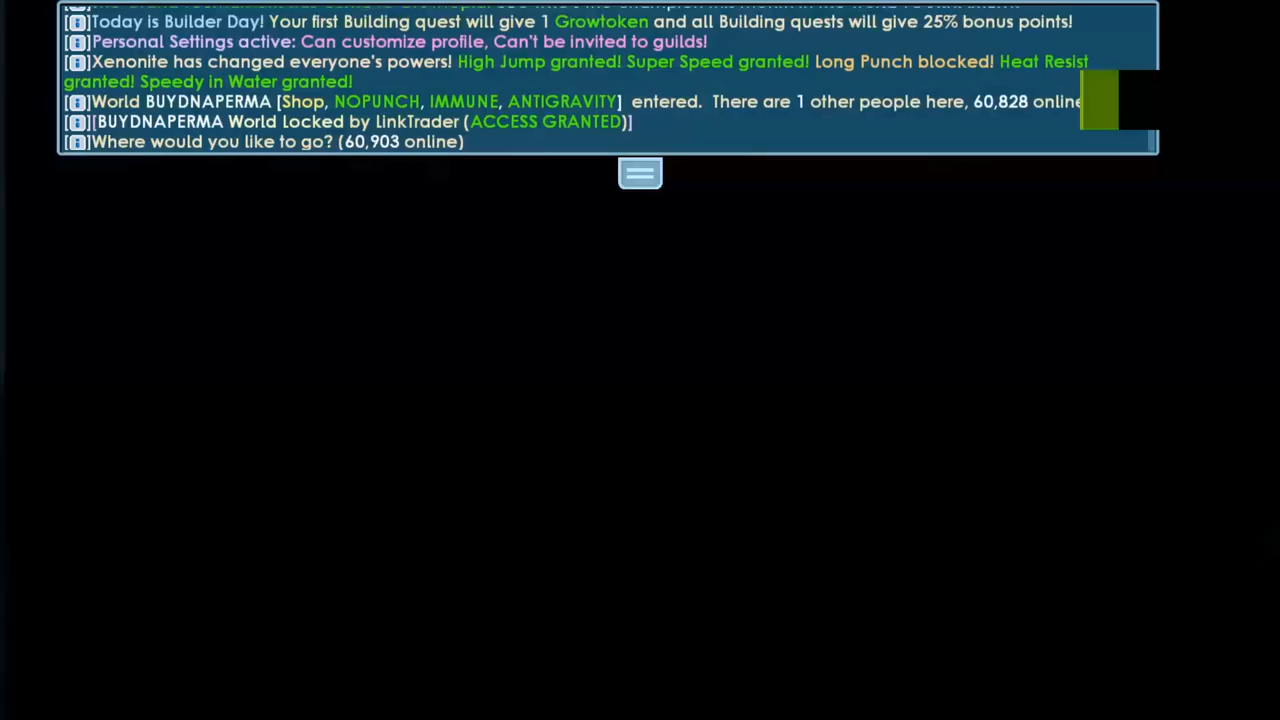 [i]Today is Builder Day! Your first Building quest will give 1 Growtoken and all Building quests will give 25% bonus points!
[i]Personal Settings active: Can customize profile, Can't be invited to guilds!
[i]Xenonite has changed everyone's powers! High Jump granted! Super Speed granted! Long Punch blocked! Heat Resist
granted! Speedy in Water granted!
[i]World BUYDNAPERMA [Shop, NOPUNCH, IMMUNE, ANTIGRAVITY] entered. There are 1 other people here, 60,828 online
[i][BUYDNAPERMA World Locked by LinkTrader (ACCESS GRANTED)]
[i]Where would you like to go? (60,903 online)